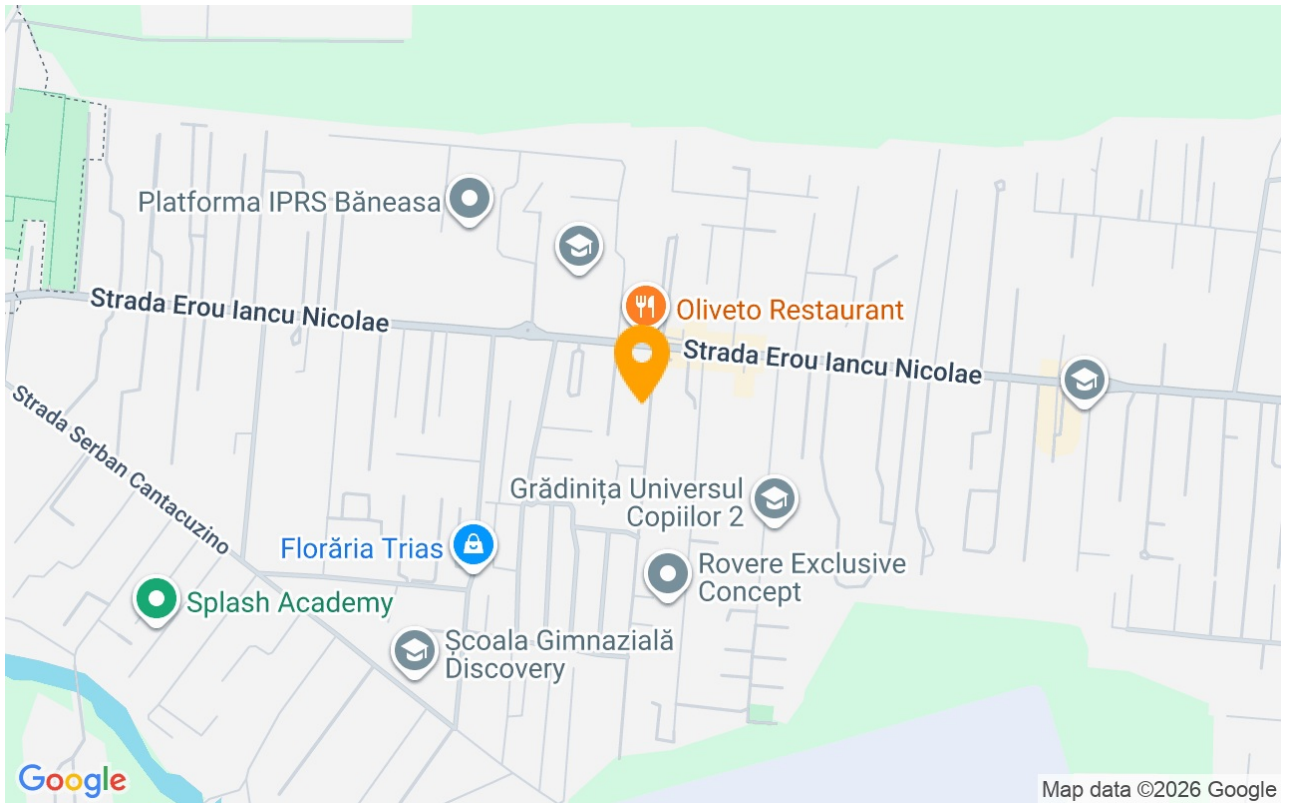 Platforma IPRS Băneasa
Strada Erou Iancu Nicolae
Oliveto Restaurant
Strada Erou Iancu Nicolae
Strada Serban Cantacuzino
Grădinița Universul
Copiilor 2
Florăria Trias
Rovere Exclusive
Concept
Splash Academy
Școala Gimnazială
Discovery
Google
Map data ©2026 Google